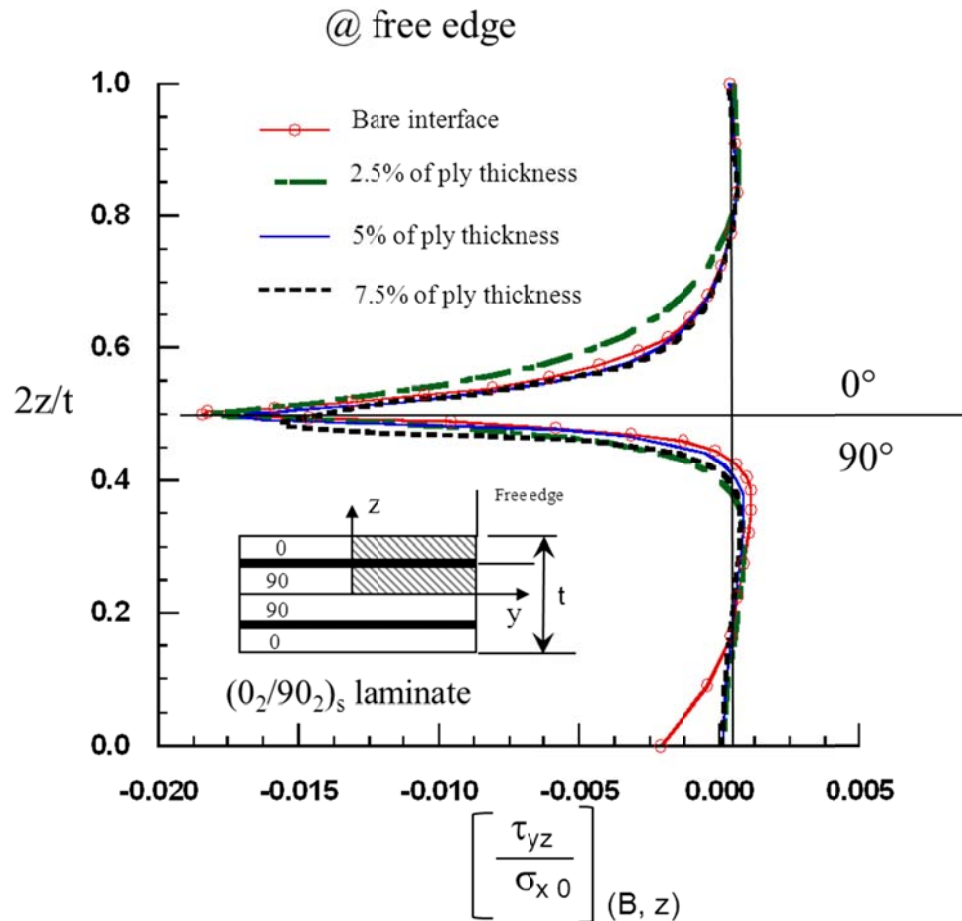 @ free edge
1.0
Bare interface
2.5% of ply thickness
0.8
5% of ply thickness
7.5% of ply thickness
0.6
0°
2z/t
90°
0.4
Free edge
z
0
90
t
0.2
90
y
0
(0₂/90₂)ₛ laminate
0.0
-0.020 -0.015 -0.010 -0.005 0.000 0.005
[τyz / σx 0] (B, z)